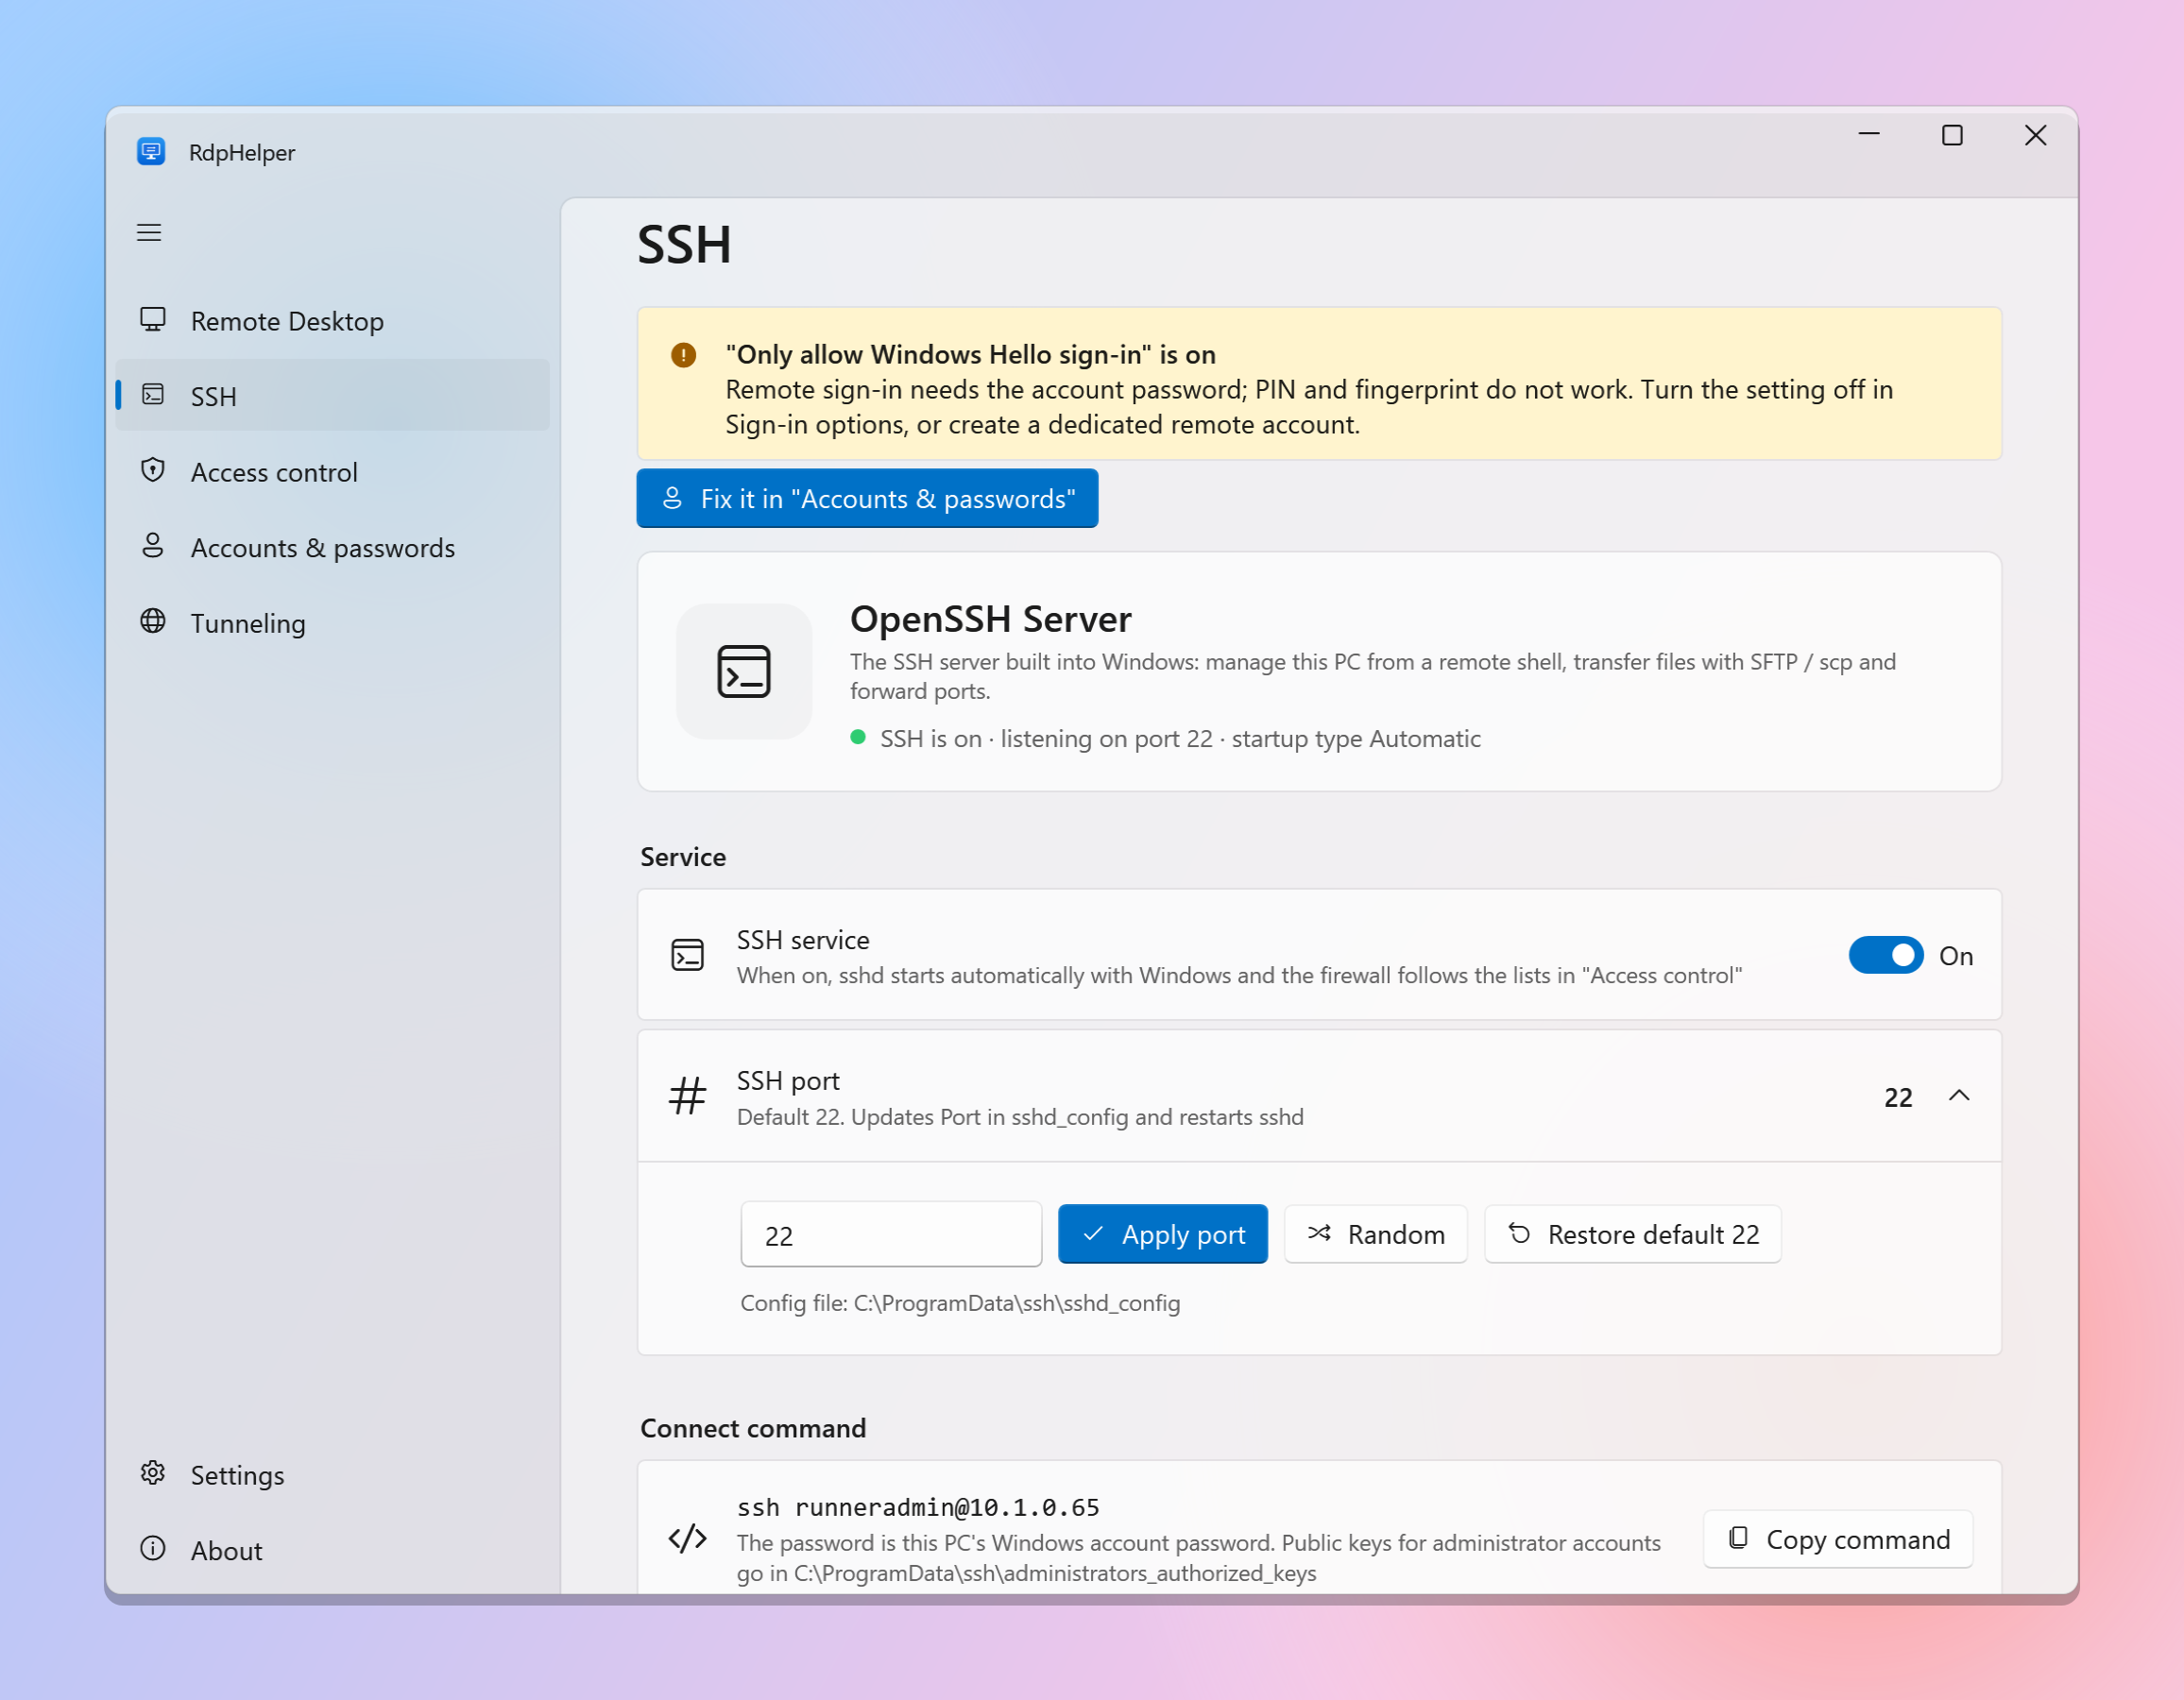 RdpHelper
Remote Desktop
SSH
Access control
Accounts & passwords
Tunneling
Settings
About
SSH
"Only allow Windows Hello sign-in" is on
Remote sign-in needs the account password; PIN and fingerprint do not work. Turn the setting off in
Sign-in options, or create a dedicated remote account.
Fix it in "Accounts & passwords"
OpenSSH Server
The SSH server built into Windows: manage this PC from a remote shell, transfer files with SFTP / scp and
forward ports.
SSH is on · listening on port 22 · startup type Automatic
Service
SSH service
When on, sshd starts automatically with Windows and the firewall follows the lists in "Access control"
On
SSH port
Default 22. Updates Port in sshd_config and restarts sshd
22
22
Apply port
Random
Restore default 22
Config file: C:\ProgramData\ssh\sshd_config
Connect command
ssh runneradmin@10.1.0.65
The password is this PC's Windows account password. Public keys for administrator accounts
go in C:\ProgramData\ssh\administrators_authorized_keys
Copy command